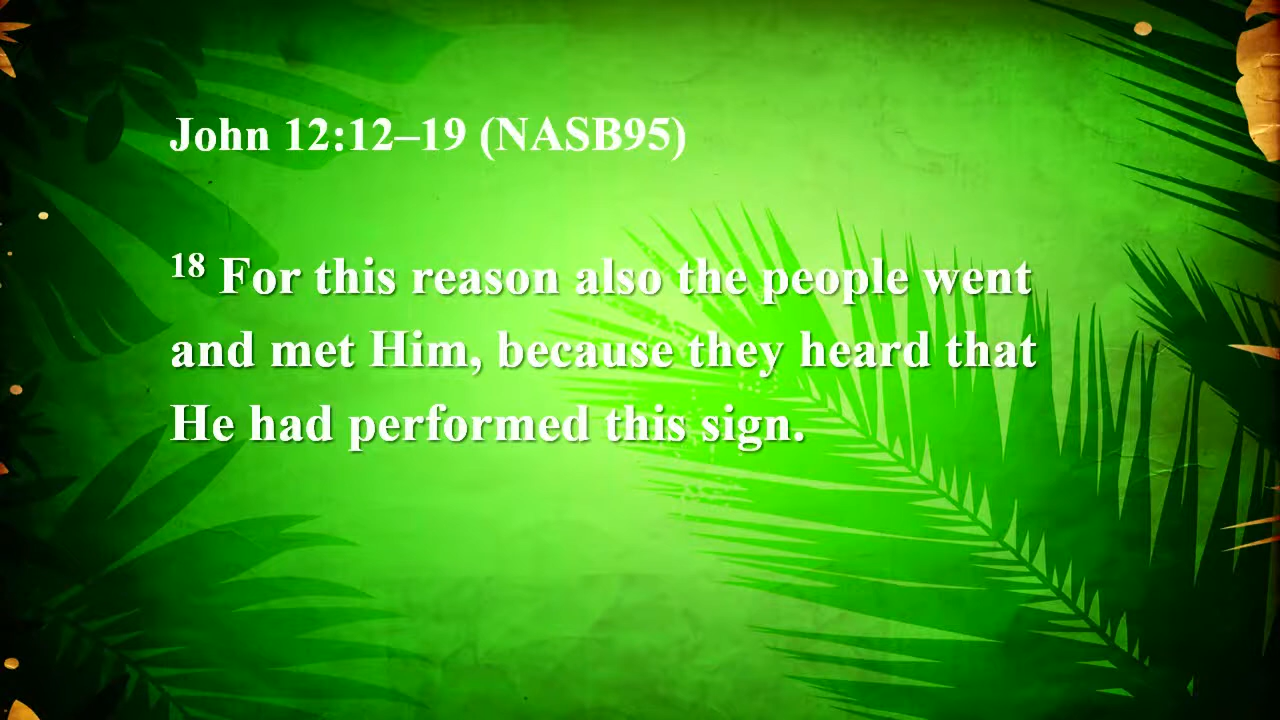 John 12:12–19 (NASB95)
18 For this reason also the people went
and met Him, because they heard that
He had performed this sign.